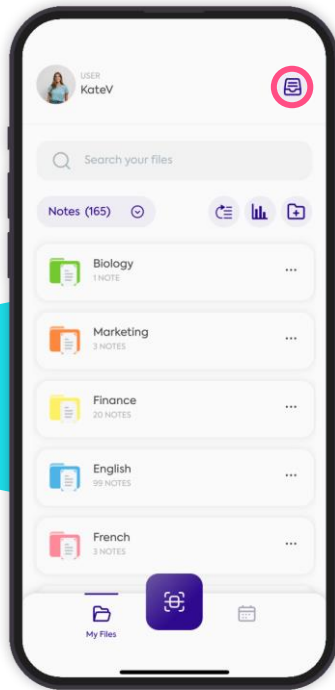 USER
KateV
Search your files
Notes (165)
Biology
1 NOTE
Marketing
3 NOTES
Finance
20 NOTES
English
99 NOTES
French
3 NOTES
My Files